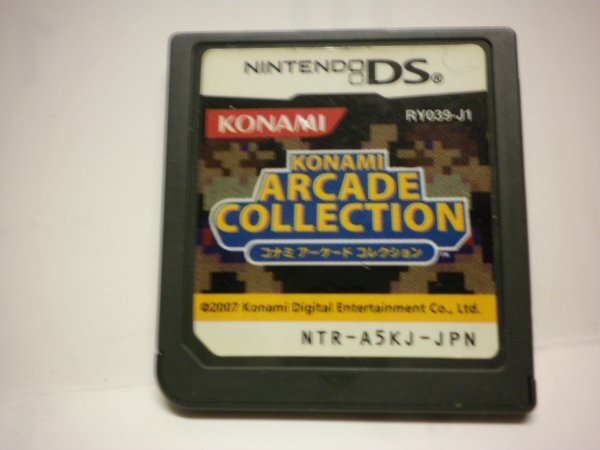 NINTENDO DS®
KONAMI
RY039-J1
KONAMI
ARCADE
COLLECTION
コナミ アーケード コレクション
™
©2007 Konami Digital Entertainment Co., Ltd.
NTR-A5KJ-JPN